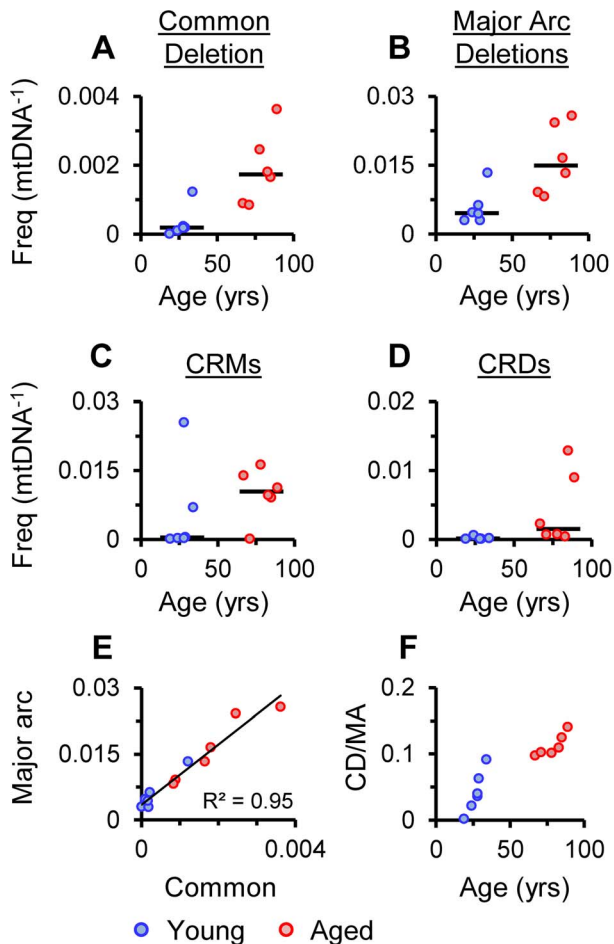 Common
Deletion
Major Arc
Deletions
A
B
Freq (mtDNA⁻¹)
0.004
0.002
0
0 50 100
Age (yrs)
0.03
0.015
0
0 50 100
Age (yrs)
C
CRMs
D
CRDs
Freq (mtDNA⁻¹)
0.03
0.015
0
0 50 100
Age (yrs)
0.02
0.01
0
0 50 100
Age (yrs)
E
F
Major arc
0.03
0.015
0
0 0.004
R² = 0.95
Common
CD/MA
0.2
0.1
0
0 50 100
Age (yrs)
Young Aged